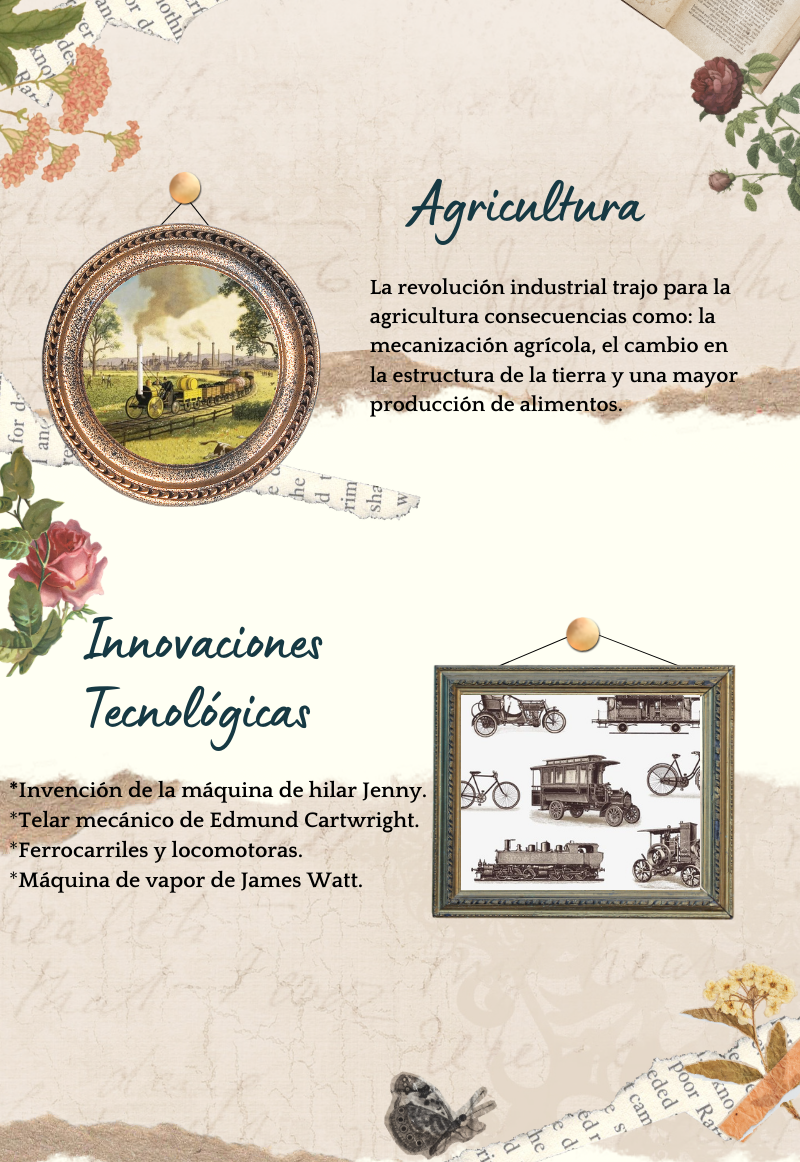 Agricultura
La revolución industrial trajo para la
agricultura consecuencias como: la
mecanización agrícola, el cambio en
la estructura de la tierra y una mayor
producción de alimentos.
Innovaciones
Tecnológicas
*Invención de la máquina de hilar Jenny.
*Telar mecánico de Edmund Cartwright.
*Ferrocarriles y locomotoras.
*Máquina de vapor de James Watt.